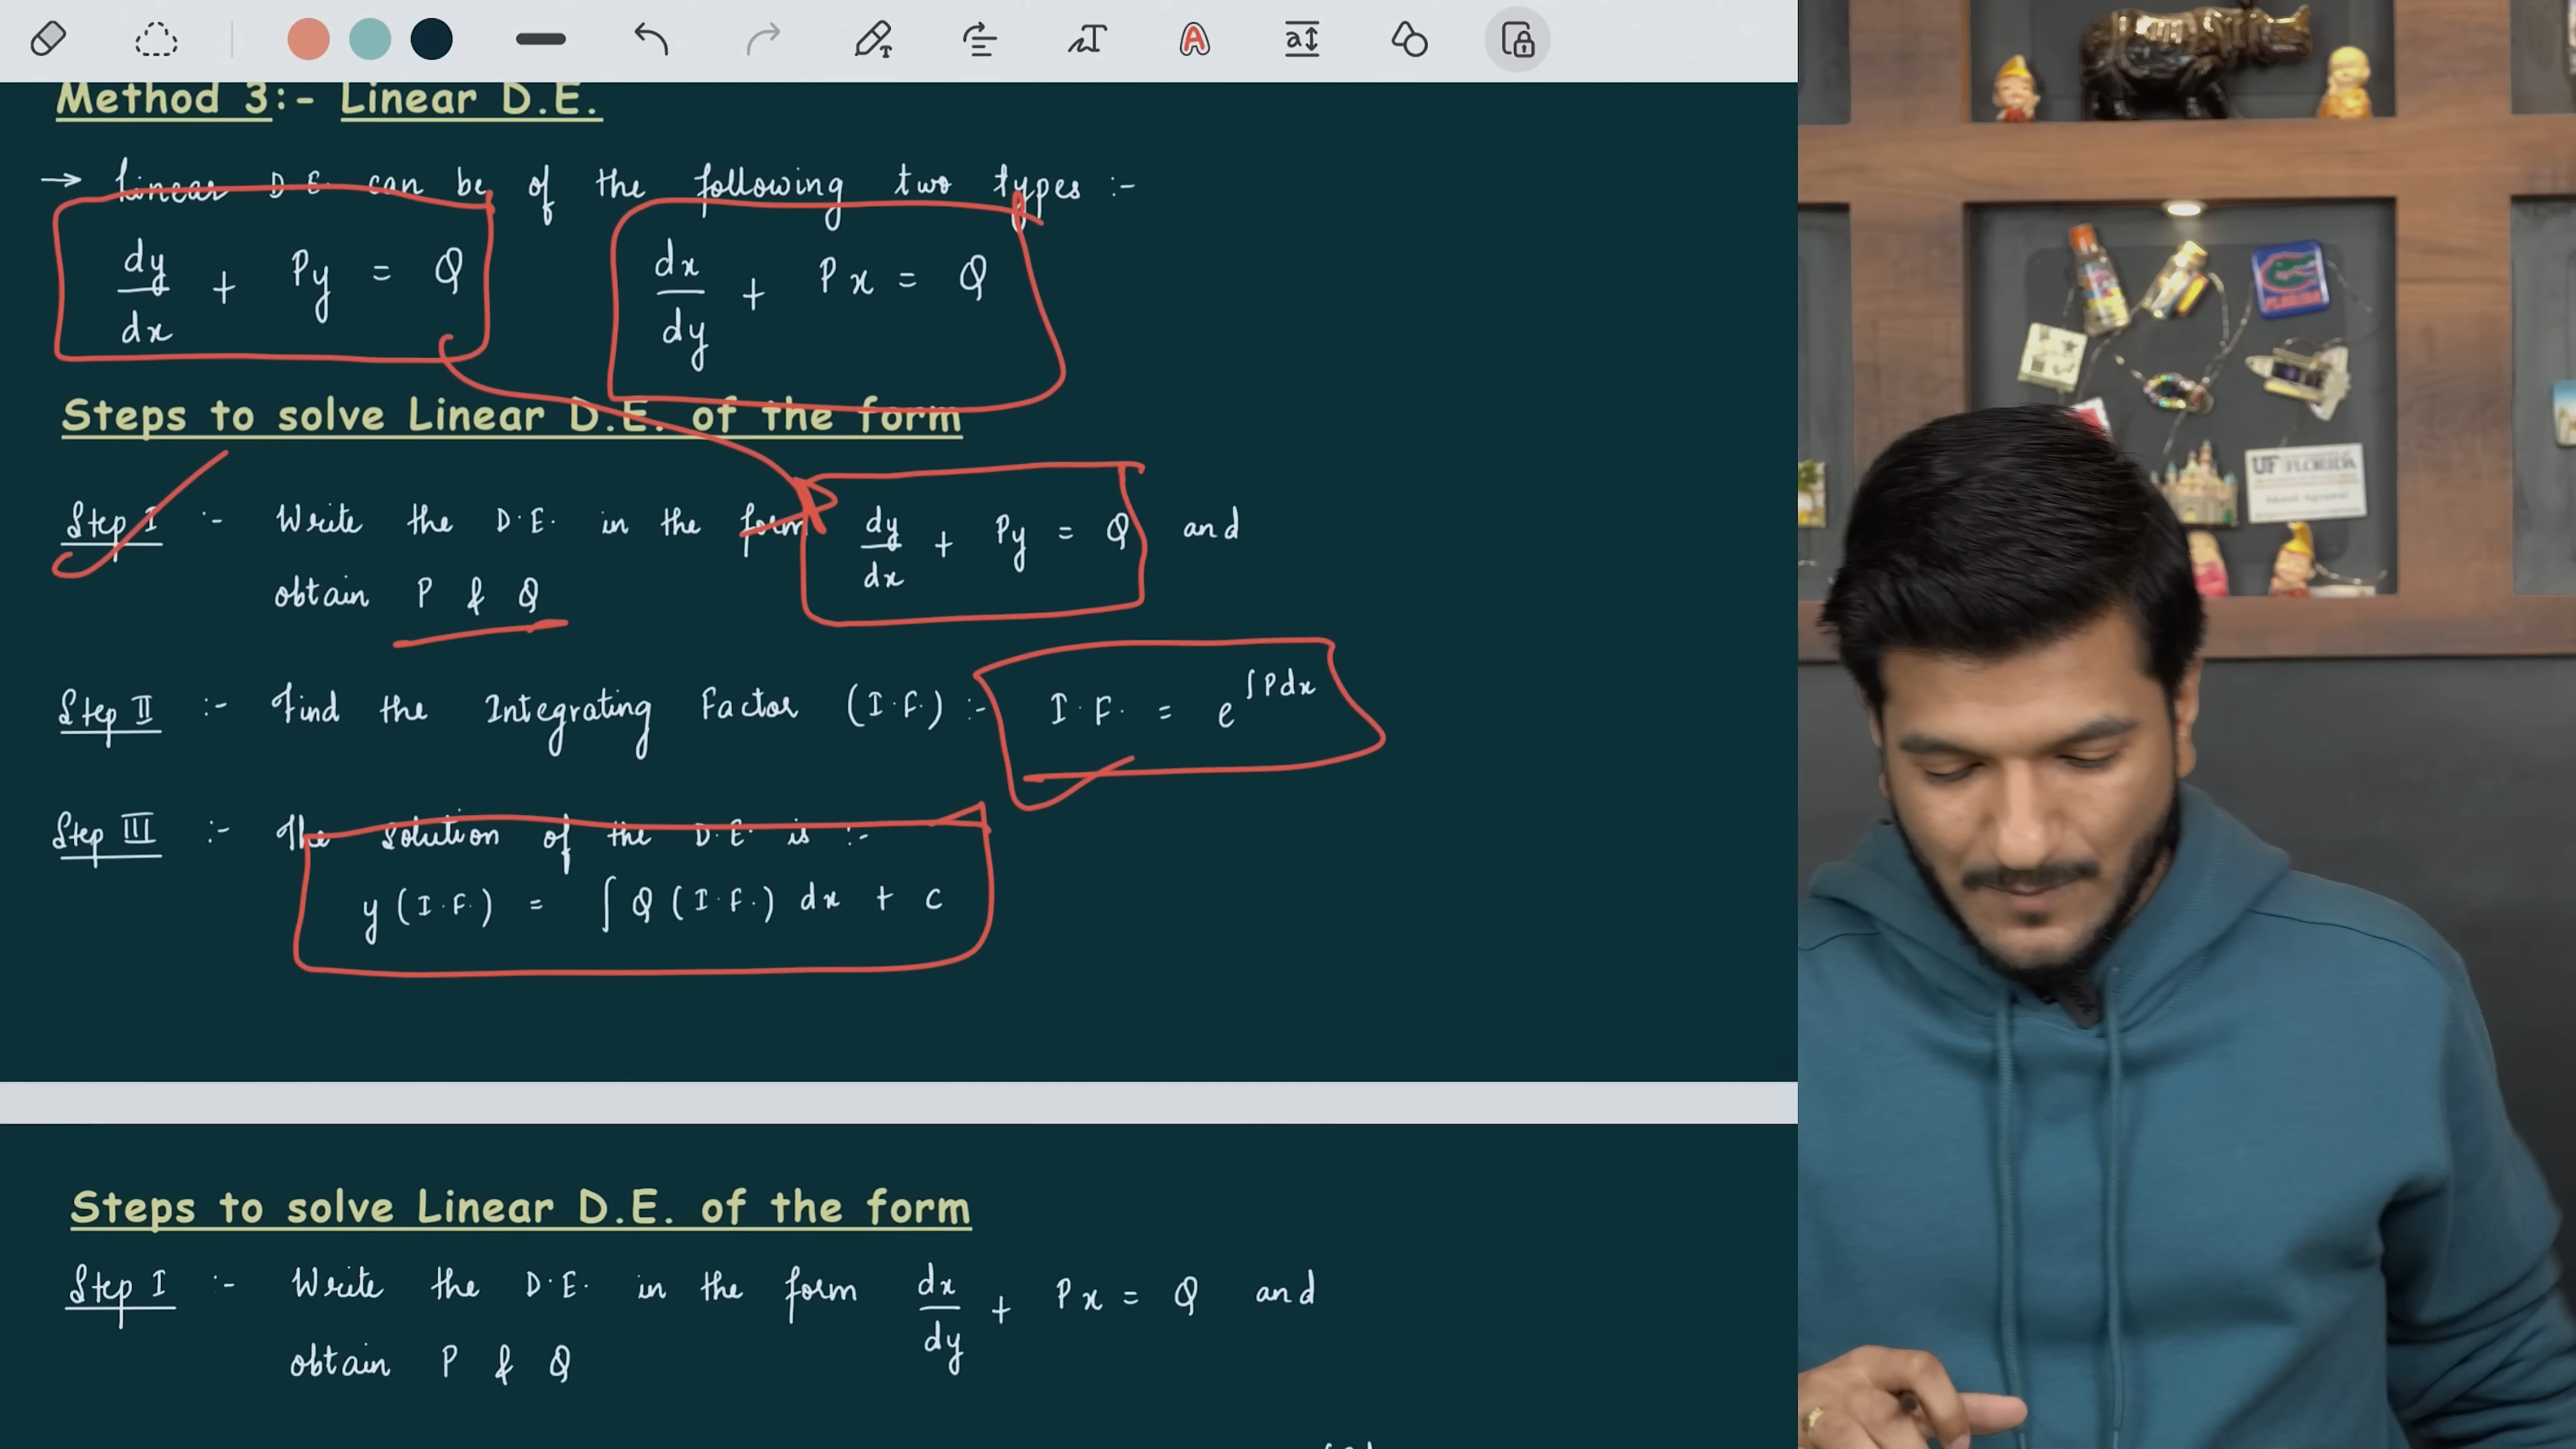 Method 3:- Linear D.E.
→ Linear D.E. can be of the following two types :-
dy/dx + Py = Q
dx/dy + Px = Q
Steps to solve Linear D.E. of the form
Step I :- Write the D.E. in the form dy/dx + Py = Q and
obtain P & Q
Step II :- Find the Integrating Factor (I.F.) :- I.F. = e^∫Pdx
Step III :- The solution of the D.E. is :-
y (I.F.) = ∫ Q (I.F.) dx + c
Steps to solve Linear D.E. of the form
Step I :- Write the D.E. in the form dx/dy + Px = Q and
obtain P & Q
UF FLORIDA